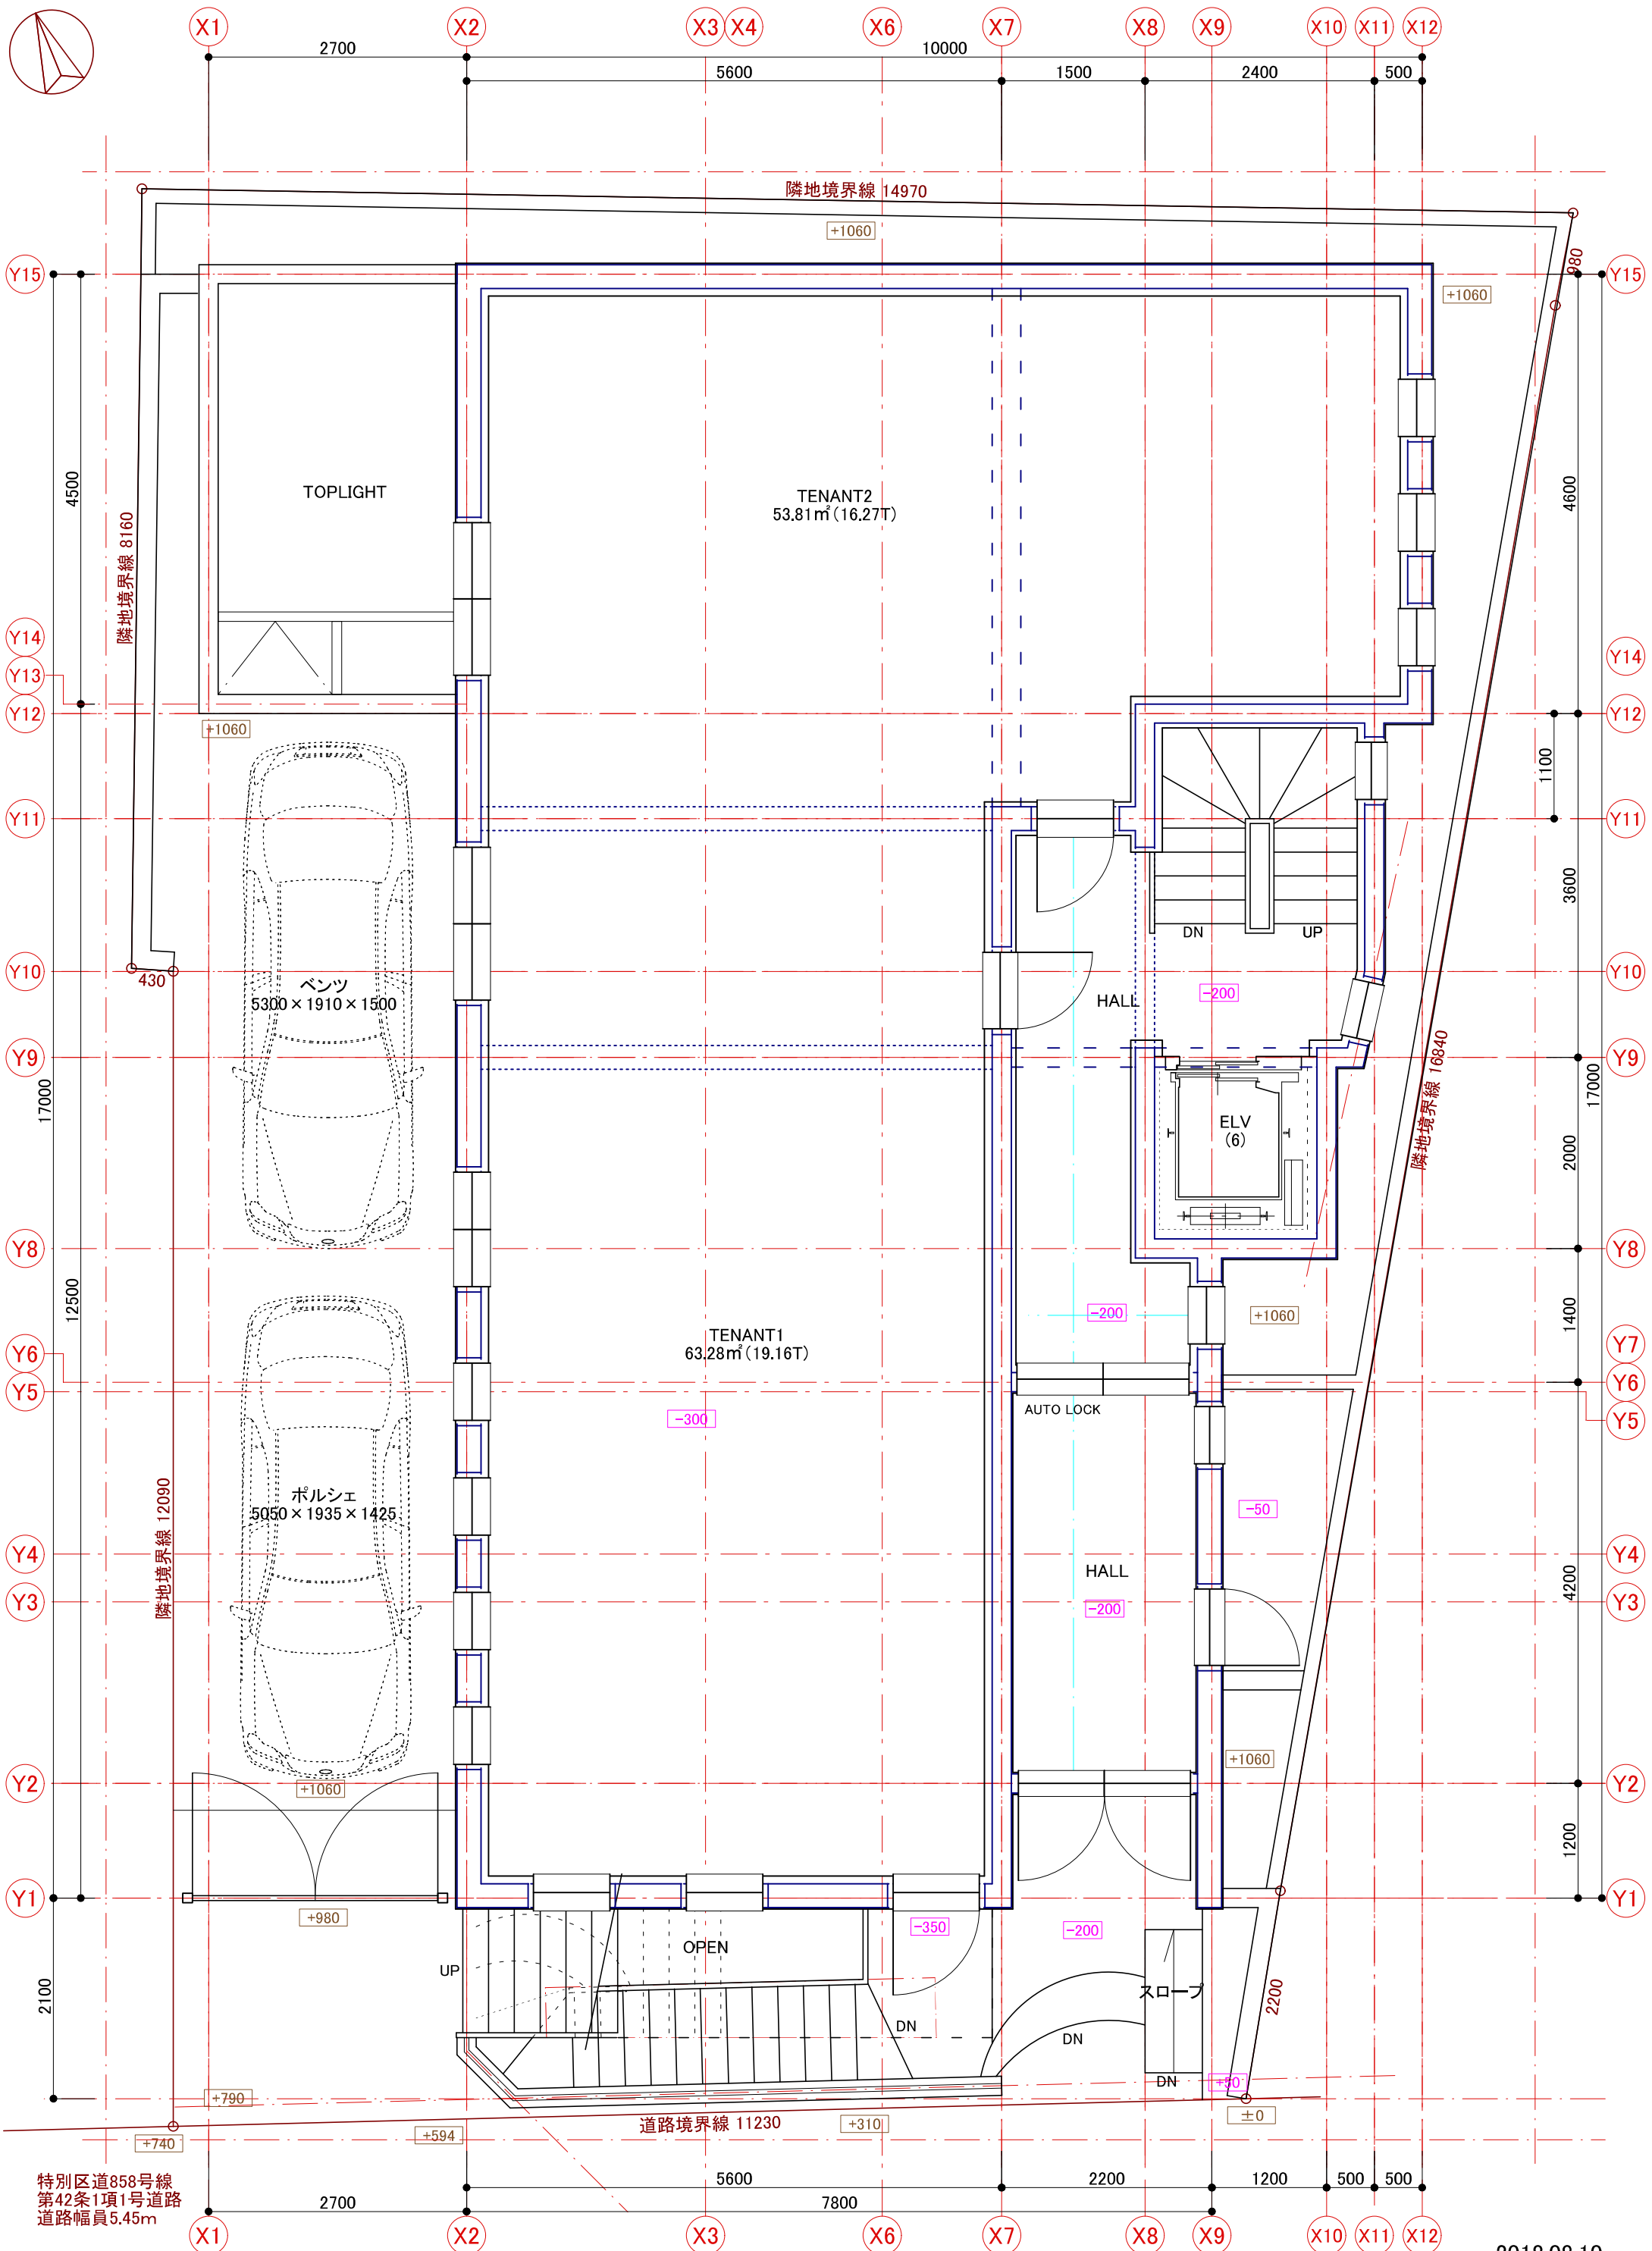 X1
X2
X3
X4
X6
X7
X8
X9
X10
X11
X12
2700
10000
5600
1500
2400
500
隣地境界線 14970
+1060
980
Y15
Y15
+1060
4500
TOPLIGHT
TENANT2
53.81㎡(16.27T)
4600
隣地境界線 8160
Y14
Y13
Y12
Y14
Y12
+1060
1100
Y11
Y11
3600
DN
UP
Y10
430
ベンツ
5300×1910×1500
HALL
-200
Y10
Y9
Y9
17000
17000
隣地境界線 16840
ELV
(6)
2000
Y8
Y8
12500
-200
+1060
1400
TENANT1
63.28㎡(19.16T)
Y6
Y5
Y7
Y6
Y5
-300
AUTO LOCK
隣地境界線 12090
ポルシェ
5050×1935×1425
-50
Y4
Y4
HALL
-200
4200
Y3
Y3
+1060
Y2
+1060
Y2
1200
Y1
Y1
+980
-350
-200
OPEN
UP
スロープ
2200
2100
DN
DN
DN
+50
+790
±0
道路境界線 11230
+310
+594
+740
特別区道858号線
第42条1項1号道路
道路幅員5.45m
5600
2200
1200
500
500
2700
7800
X1
X2
X3
X6
X7
X8
X9
X10
X11
X12